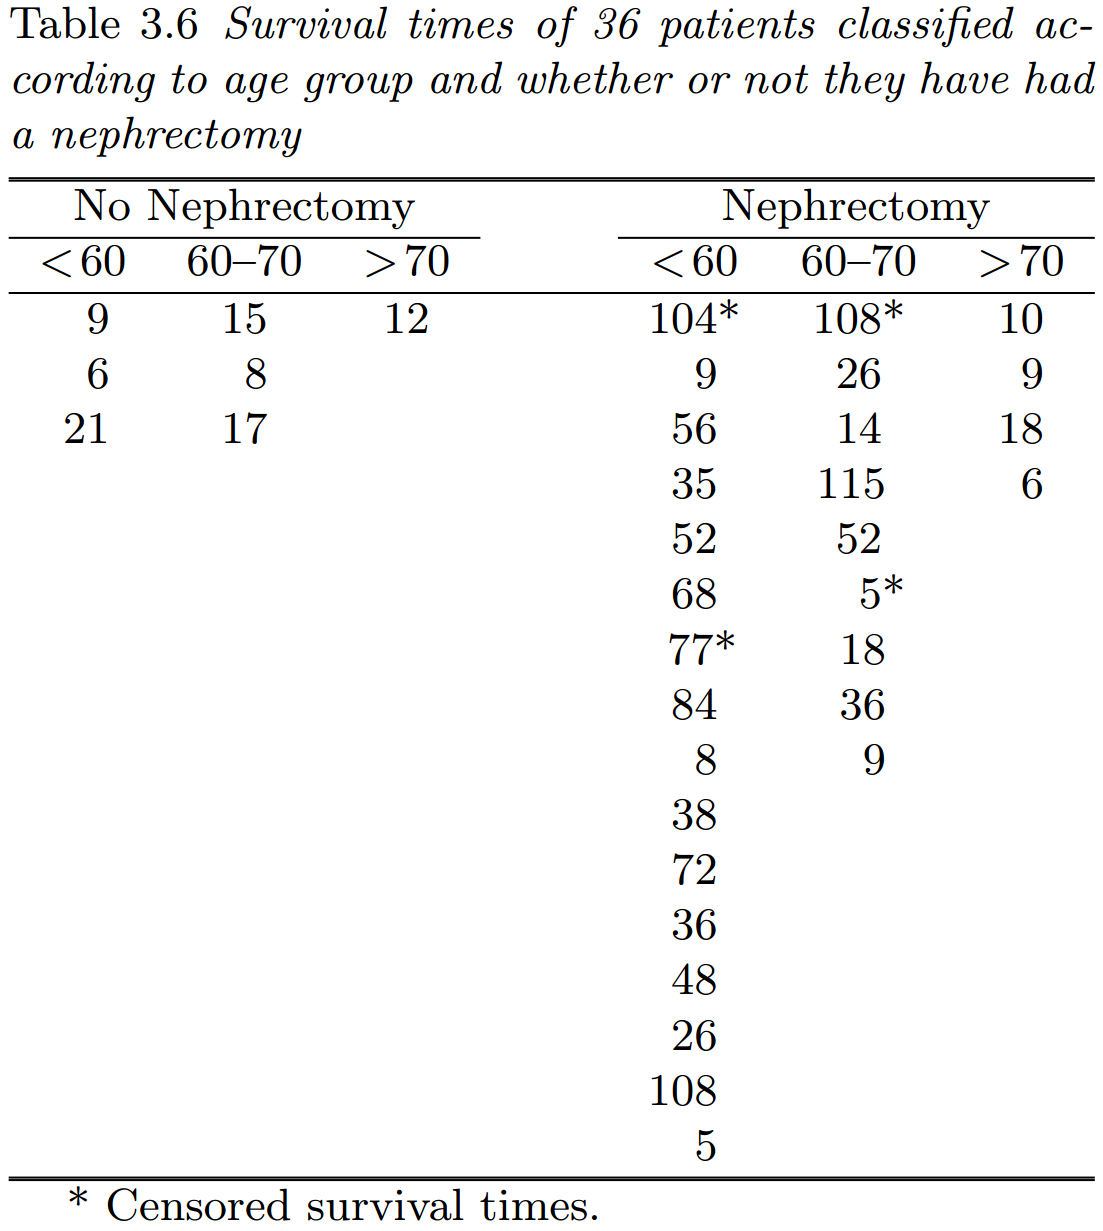 Table 3.6 Survival times of 36 patients classified ac-
cording to age group and whether or not they have had
a nephrectomy
No Nephrectomy Nephrectomy
<60 60–70 >70 <60 60–70 >70
9 15 12 104* 108* 10
6 8 9 26 9
21 17 56 14 18
35 115 6
52 52
68 5*
77* 18
84 36
8 9
38
72
36
48
26
108
5
* Censored survival times.